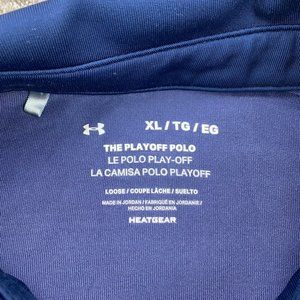 XL / TG / EG
THE PLAYOFF POLO
LE POLO PLAY-OFF
LA CAMISA POLO PLAYOFF
LOOSE / COUPE LÂCHE / SUELTO
MADE IN JORDAN / FABRIQUÉ EN JORDANIE /
HECHO EN JORDANIA
HEATGEAR